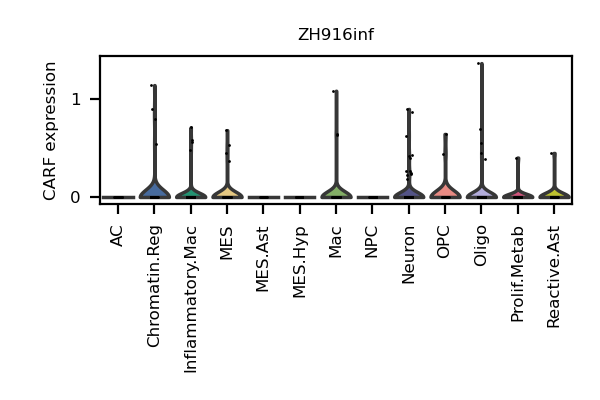 ZH916inf
CARF expression
1
0
AC
Chromatin.Reg
Inflammatory.Mac
MES
MES.Ast
MES.Hyp
Mac
NPC
Neuron
OPC
Oligo
Prolif.Metab
Reactive.Ast